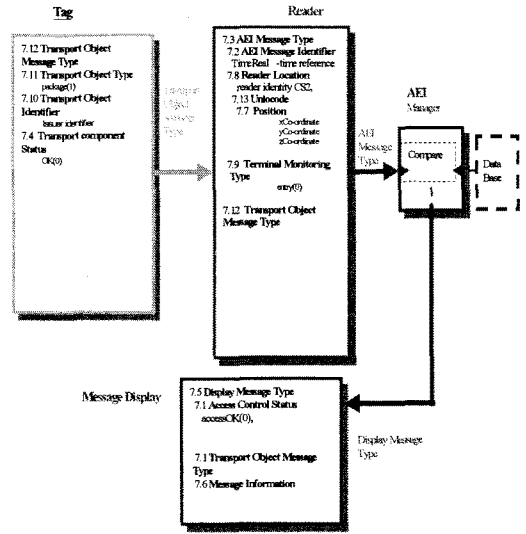 Tag
7.12 Transport Object
Message Type
7.11 Transport Object Type
package(1)
7.10 Transport Object
Identifier
Issuer identifier
7.4 Transport component
Status
OK(0)
Transport
Object
Message
Type
Reader
7.3 AEI Message Type
7.2 AEI Message Identifier
TimeReal -time reference
7.8 Reader Location
reader identity CS2,
7.13 Unlocode
7.7 Position
xCo-ordinate
yCo-ordinate
zCo-ordinate
7.9 Terminal Monitoring
Type
entry(0)
7.12 Transport Object
Message Type
AEI
Message
Type
AEI
Manager
Compare
Data
Base
Message Display
7.5 Display Message Type
7.1 Access Control Status
accessOK(0),
7.1 Transport Object Message
Type
7.6 Message Information
Display Message
Type